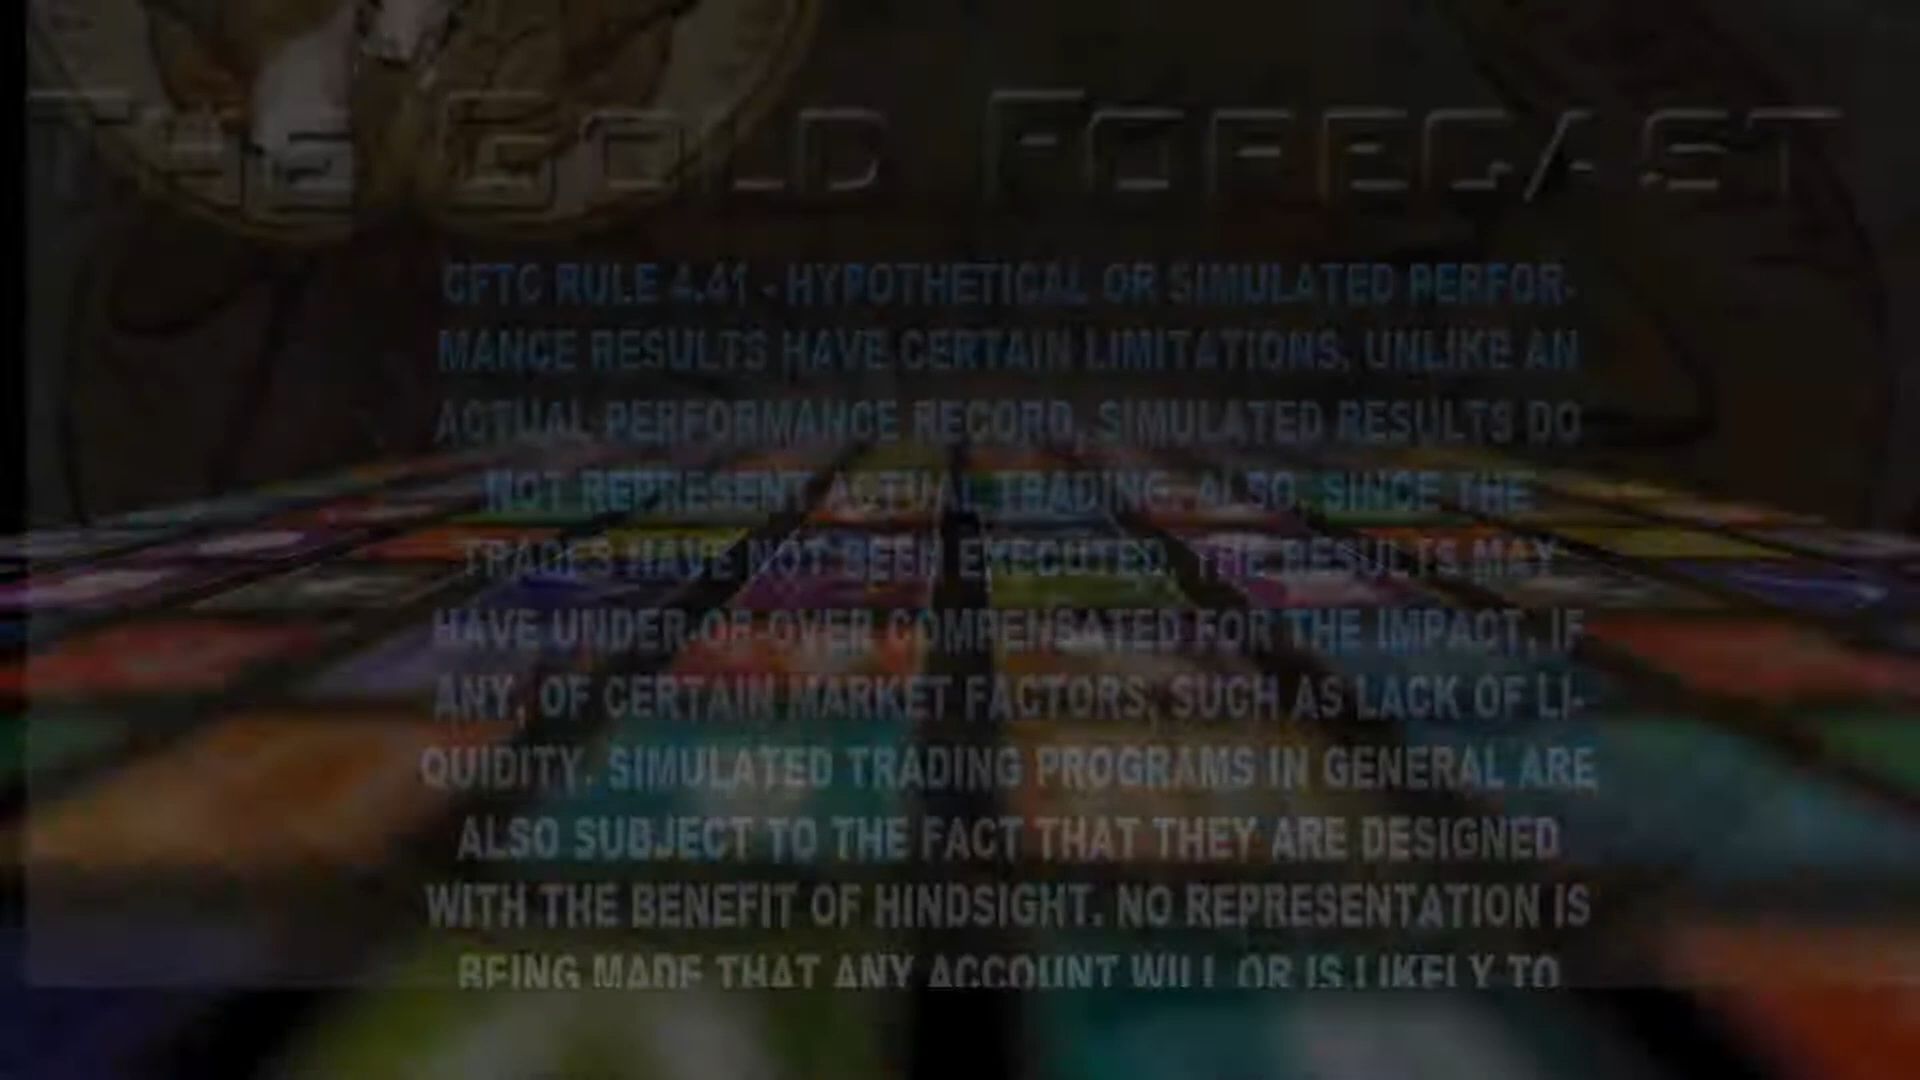 The Gold Forecast
CFTC RULE 4.41 - HYPOTHETICAL OR SIMULATED PERFOR-
MANCE RESULTS HAVE CERTAIN LIMITATIONS. UNLIKE AN
ACTUAL PERFORMANCE RECORD, SIMULATED RESULTS DO
NOT REPRESENT ACTUAL TRADING. ALSO, SINCE THE
TRADES HAVE NOT BEEN EXECUTED, THE RESULTS MAY
HAVE UNDER-OR-OVER COMPENSATED FOR THE IMPACT, IF
ANY, OF CERTAIN MARKET FACTORS, SUCH AS LACK OF LI-
QUIDITY. SIMULATED TRADING PROGRAMS IN GENERAL ARE
ALSO SUBJECT TO THE FACT THAT THEY ARE DESIGNED
WITH THE BENEFIT OF HINDSIGHT. NO REPRESENTATION IS
BEING MADE THAT ANY ACCOUNT WILL OR IS LIKELY TO